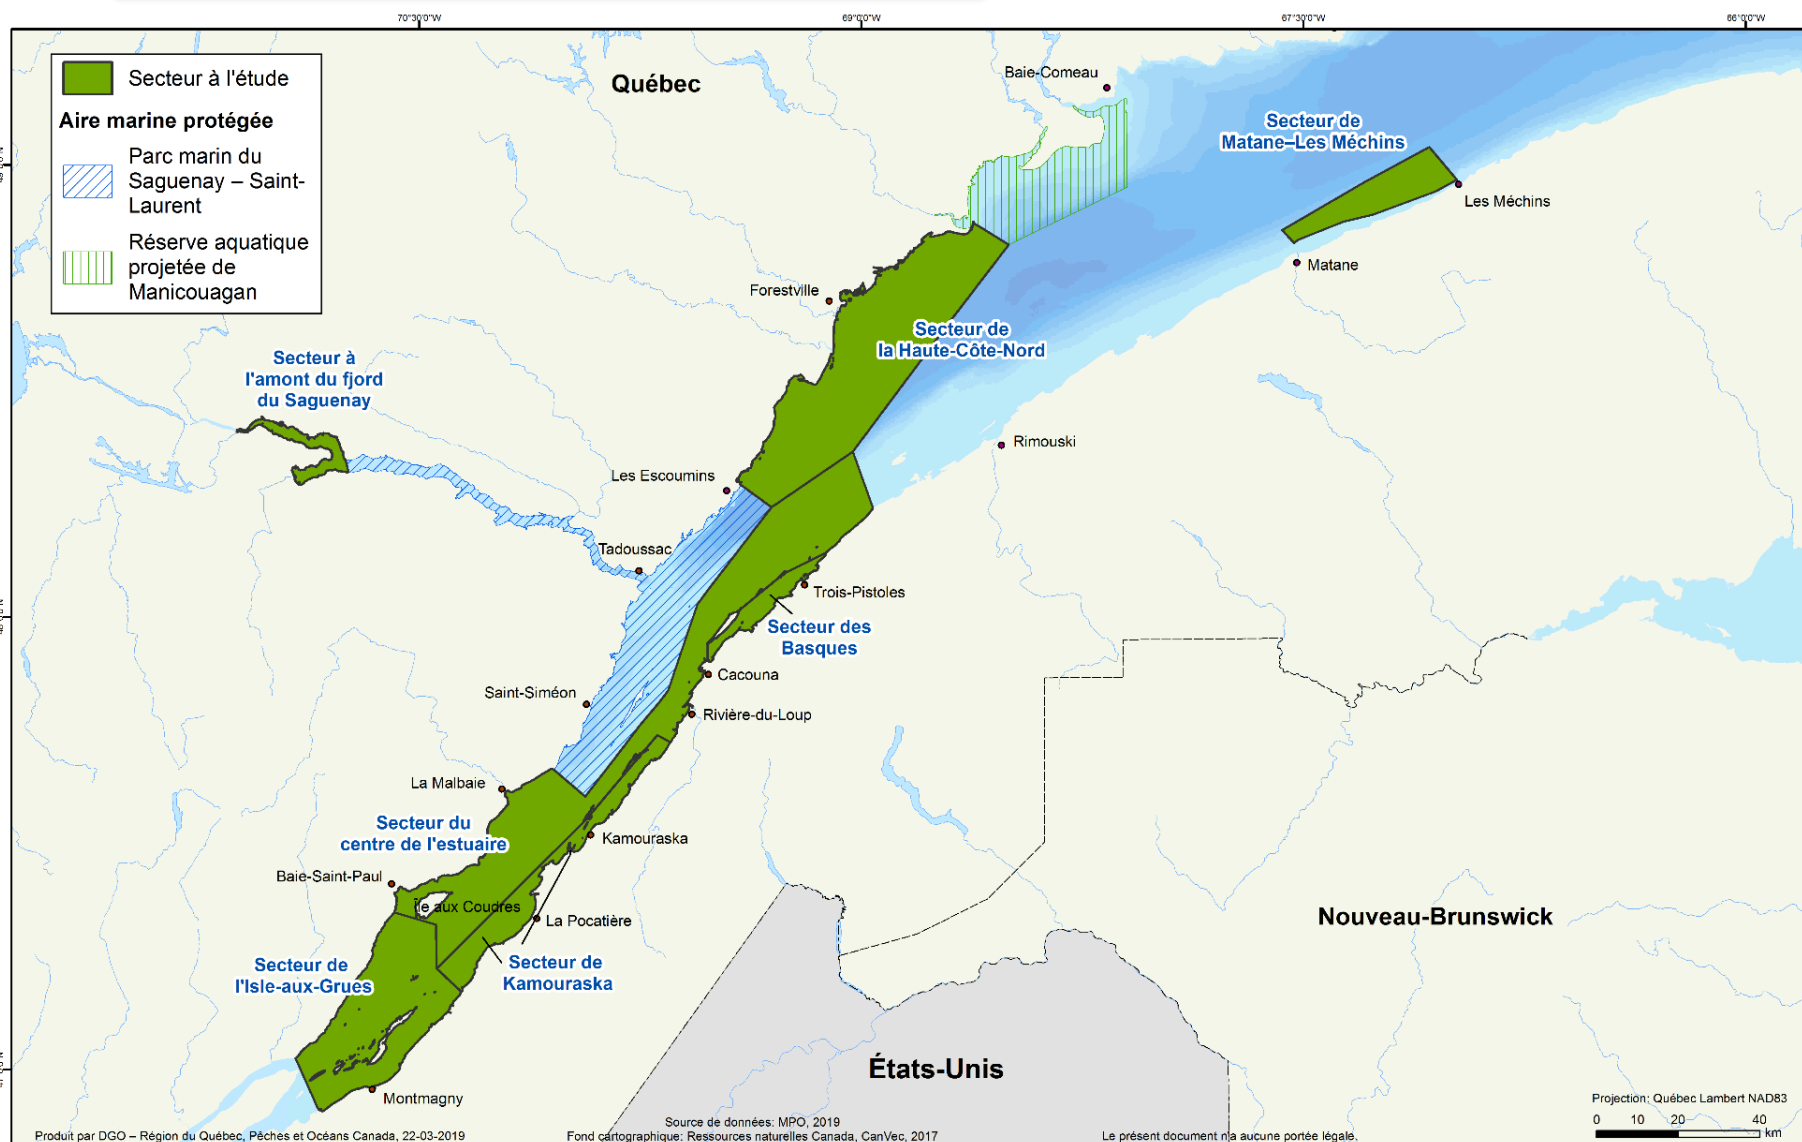 70°30'0"W
69°0'0"W
67°30'0"W
66°0'0"W
Secteur à l'étude
Aire marine protégée
Parc marin du
Saguenay – Saint-
Laurent
Réserve aquatique
projetée de
Manicouagan
Québec
Baie-Comeau
Secteur de
Matane–Les Méchins
Les Méchins
Matane
Forestville
Secteur de
la Haute-Côte-Nord
Secteur à
l'amont du fjord
du Saguenay
Rimouski
Les Escoumins
Tadoussac
Trois-Pistoles
Secteur des
Basques
Cacouna
Saint-Siméon
Rivière-du-Loup
La Malbaie
Secteur du
centre de l'estuaire
Kamouraska
Baie-Saint-Paul
Île aux Coudres
La Pocatière
Nouveau-Brunswick
Secteur de
l'Isle-aux-Grues
Secteur de
Kamouraska
États-Unis
Montmagny
Projection: Québec Lambert NAD83
0 10 20 40
km
Source de données: MPO, 2019
Produit par DGO – Région du Québec, Pêches et Océans Canada, 22-03-2019
Fond cartographique: Ressources naturelles Canada, CanVec, 2017
Le présent document n'a aucune portée légale.